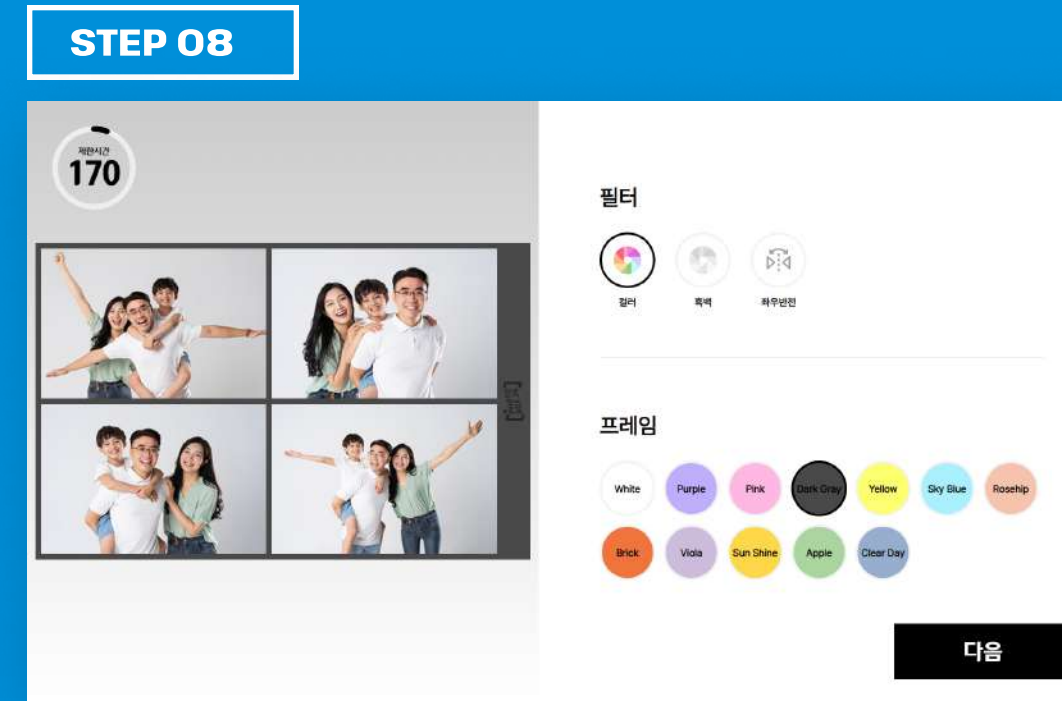 STEP 08
제한시간
170
필터
컬러
흑백
좌우반전
프레임
White
Purple
Pink
Dark Gray
Yellow
Sky Blue
Rosehip
Brick
Viola
Sun Shine
Apple
Clear Day
다음